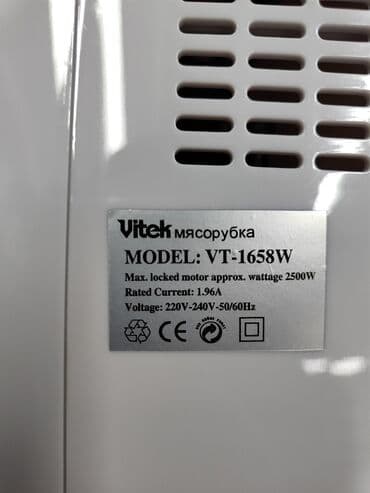 Vitek мясорубка
MODEL: VT-1658W
Max. locked motor approx. wattage 2500W
Rated Current: 1.96A
Voltage: 220V-240V-50/60Hz
CE